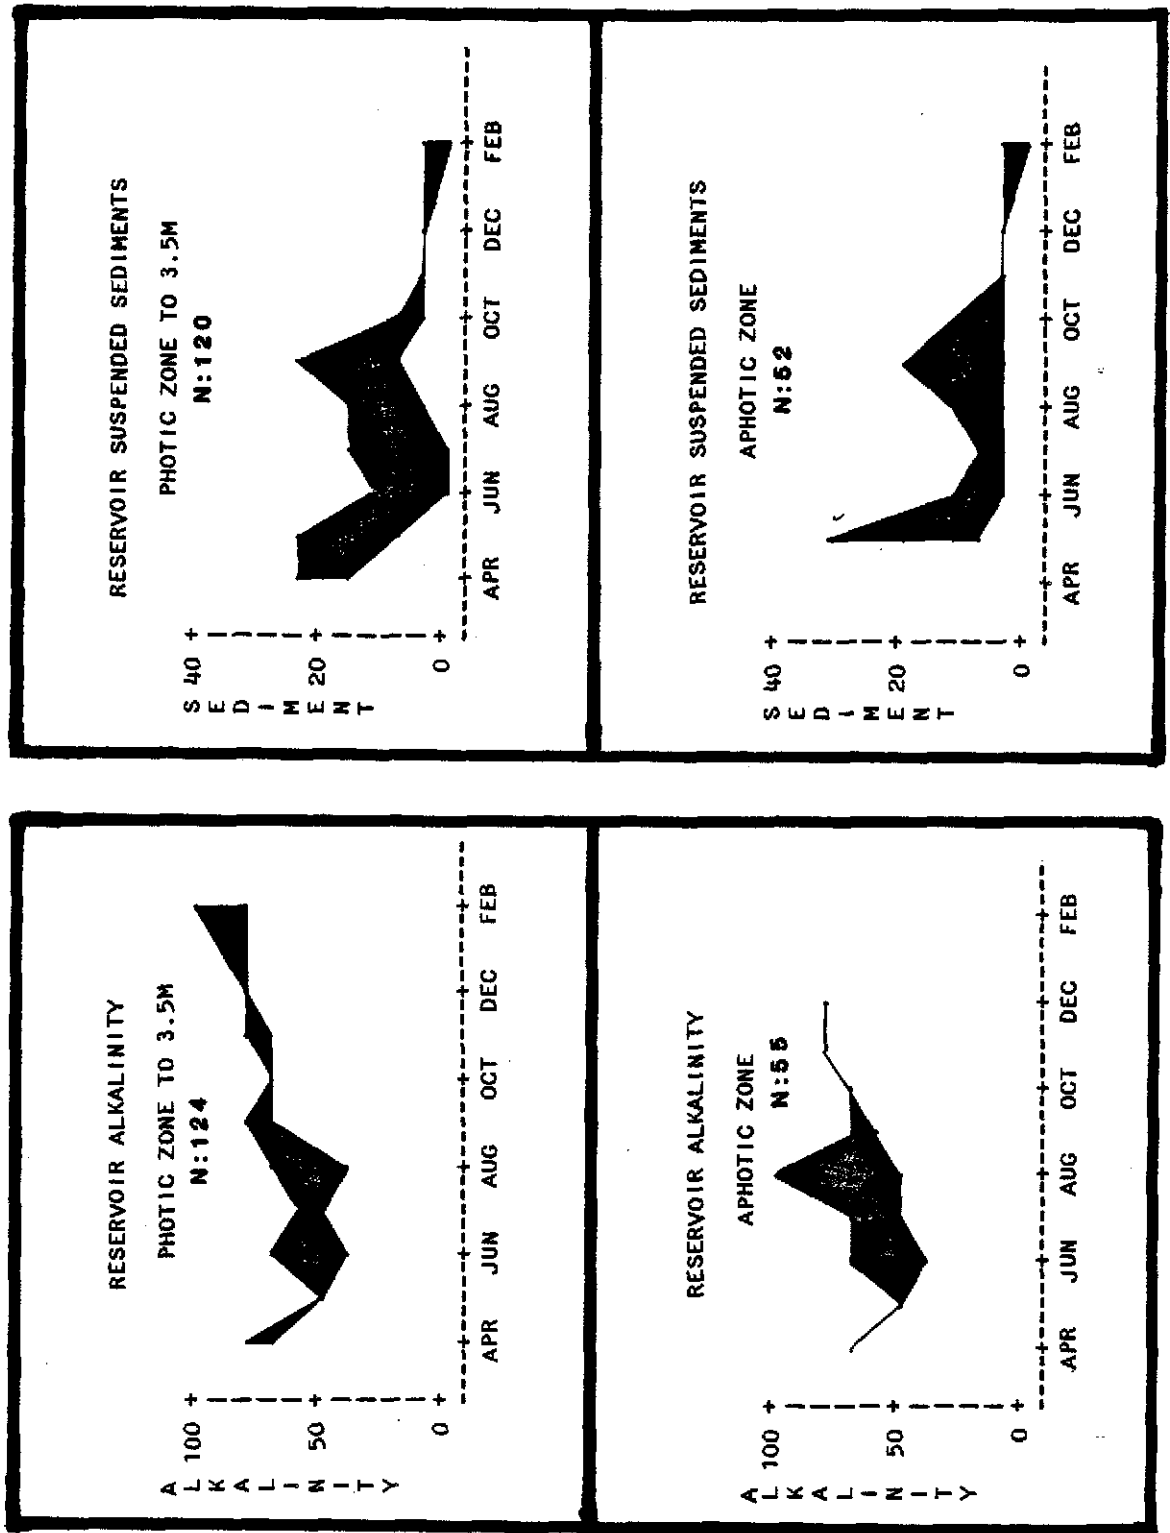 RESERVOIR ALKALINITY
PHOTIC ZONE TO 3.5M
N:124
ALKALINITY
100
50
0
APR JUN AUG OCT DEC FEB
RESERVOIR SUSPENDED SEDIMENTS
PHOTIC ZONE TO 3.5M
N:120
SEDIMENT
40
20
0
APR JUN AUG OCT DEC FEB
RESERVOIR ALKALINITY
APHOTIC ZONE
N:55
ALKALINITY
100
50
0
APR JUN AUG OCT DEC FEB
RESERVOIR SUSPENDED SEDIMENTS
APHOTIC ZONE
N:52
SEDIMENT
40
20
0
APR JUN AUG OCT DEC FEB